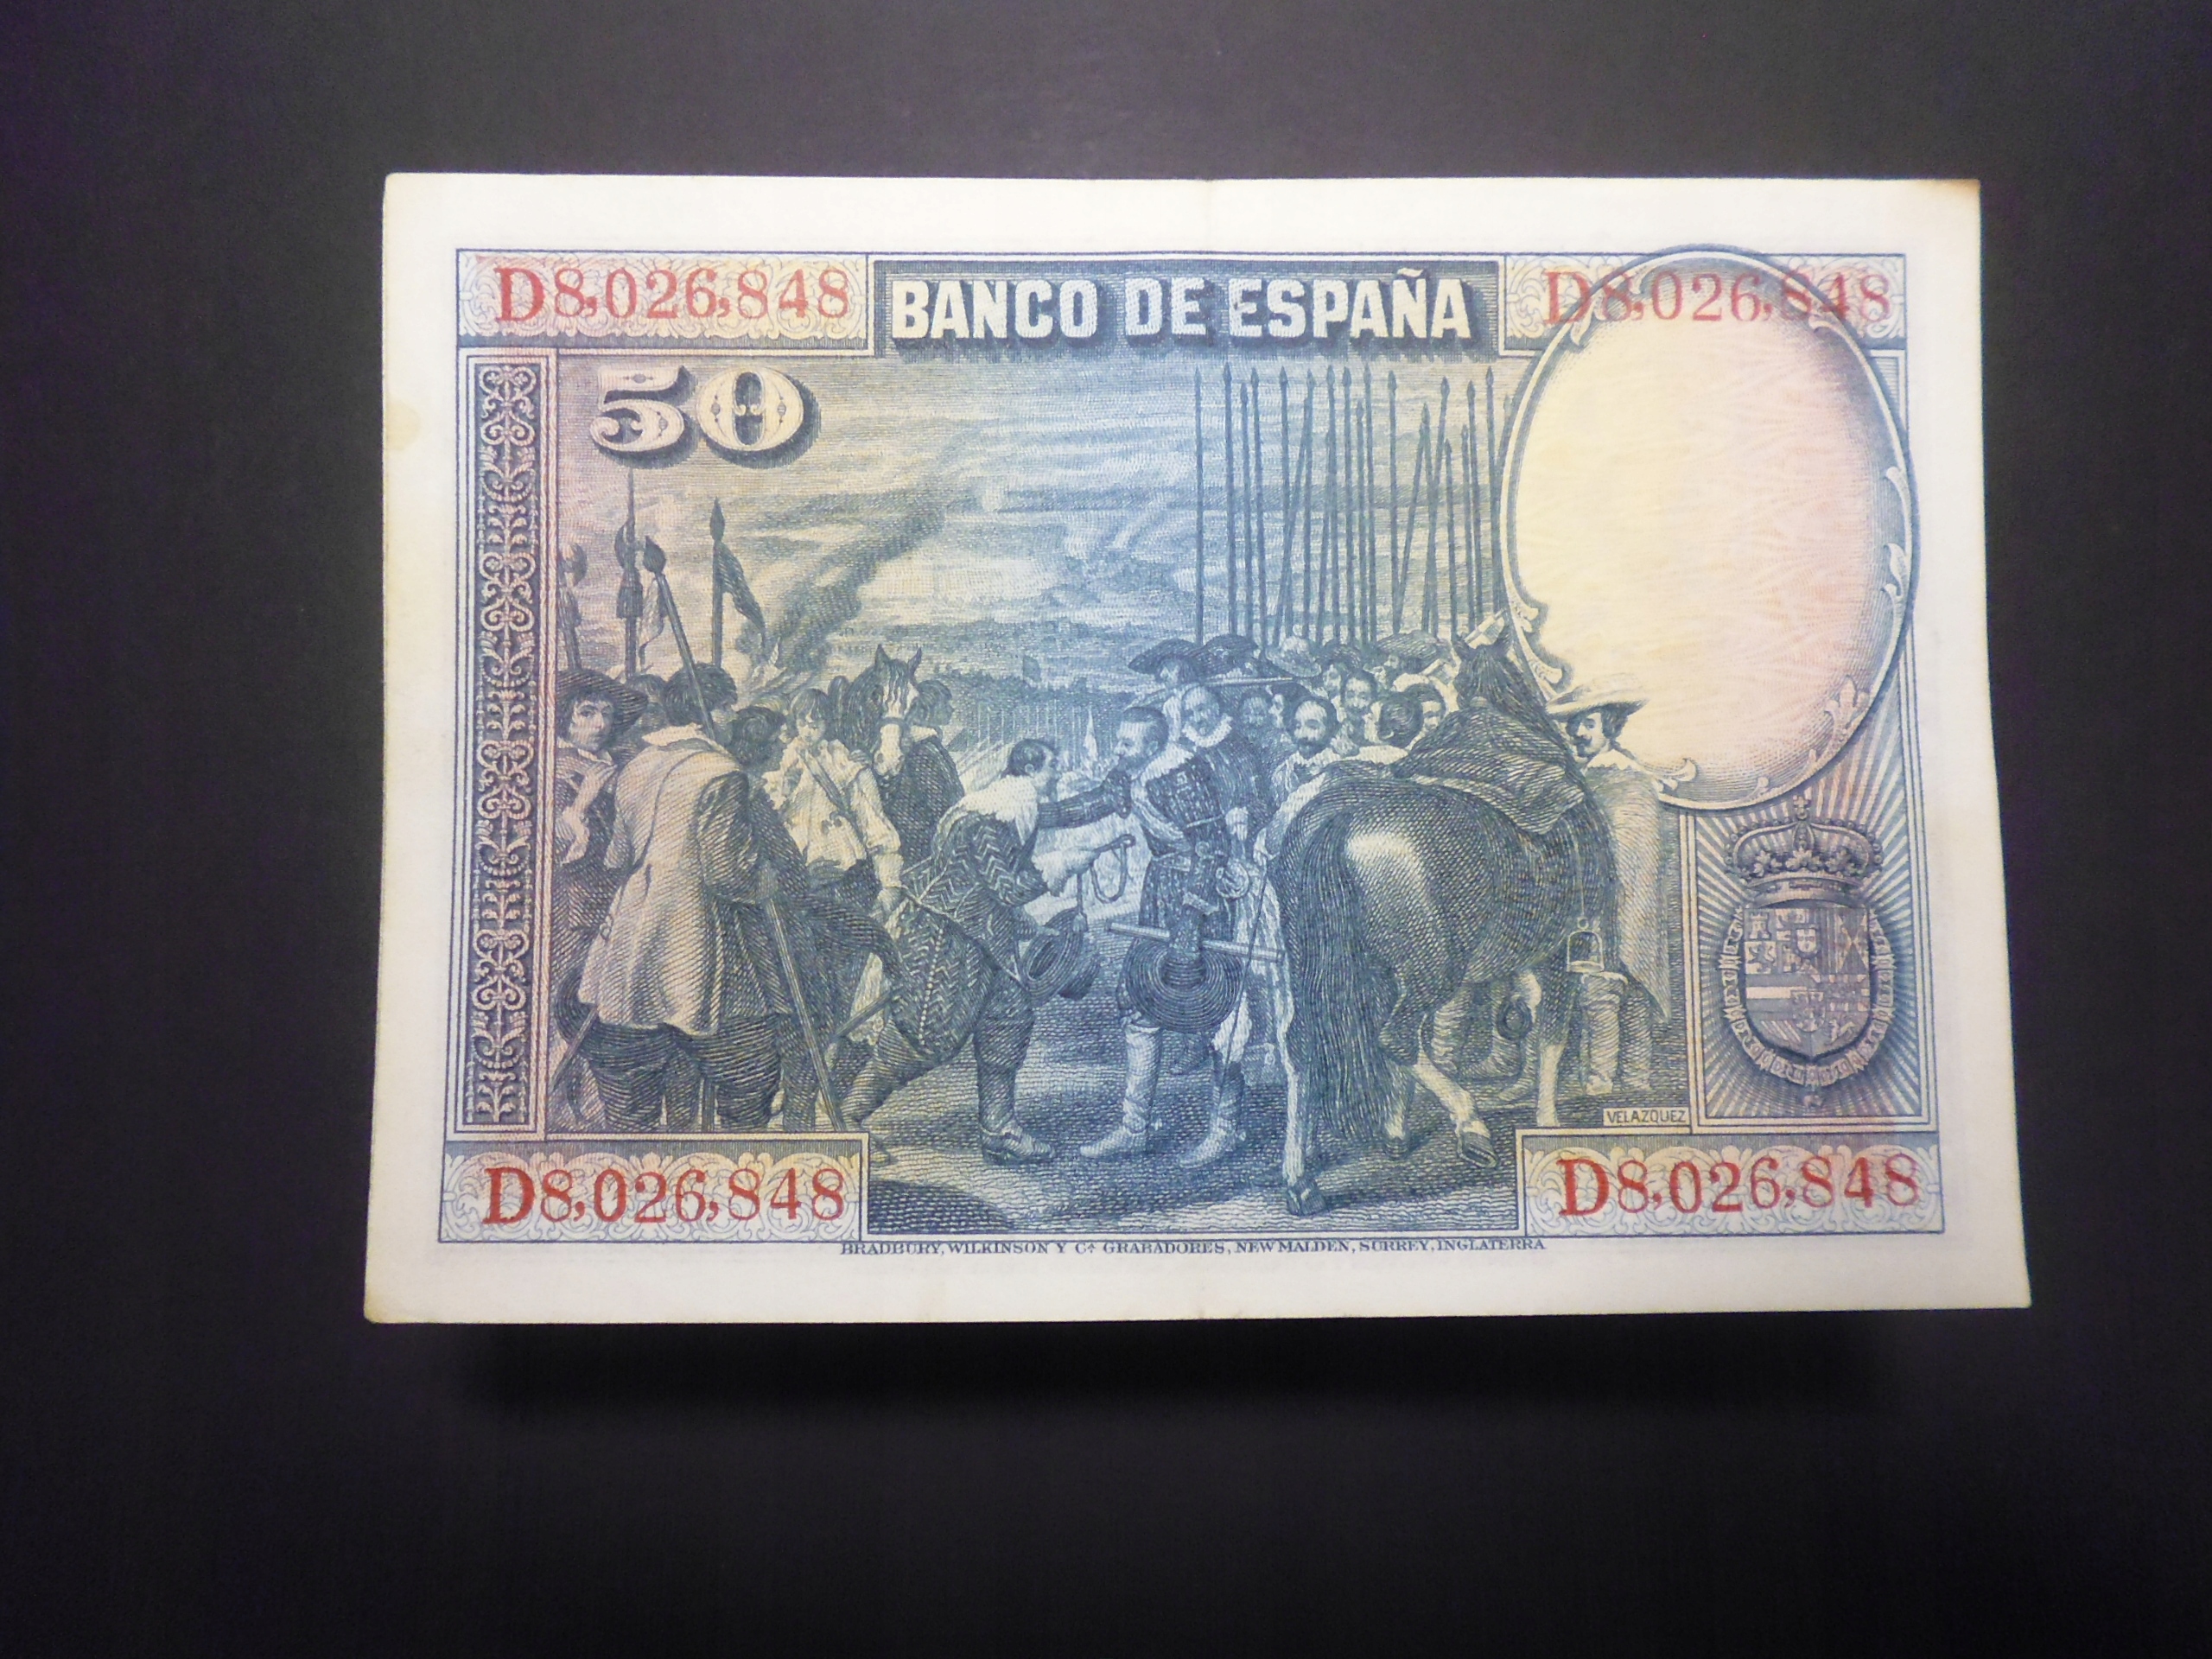 D8,026,848
BANCO DE ESPAÑA
D8,026,848
50
VELAZQUEZ
D8,026,848
D8,026,848
BRADBURY, WILKINSON Y Cᴬ GRABADORES, NEW MALDEN, SURREY, INGLATERRA